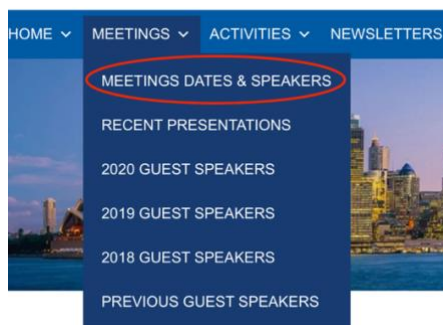 HOME MEETINGS ACTIVITIES NEWSLETTERS
MEETINGS DATES & SPEAKERS
RECENT PRESENTATIONS
2020 GUEST SPEAKERS
2019 GUEST SPEAKERS
2018 GUEST SPEAKERS
PREVIOUS GUEST SPEAKERS